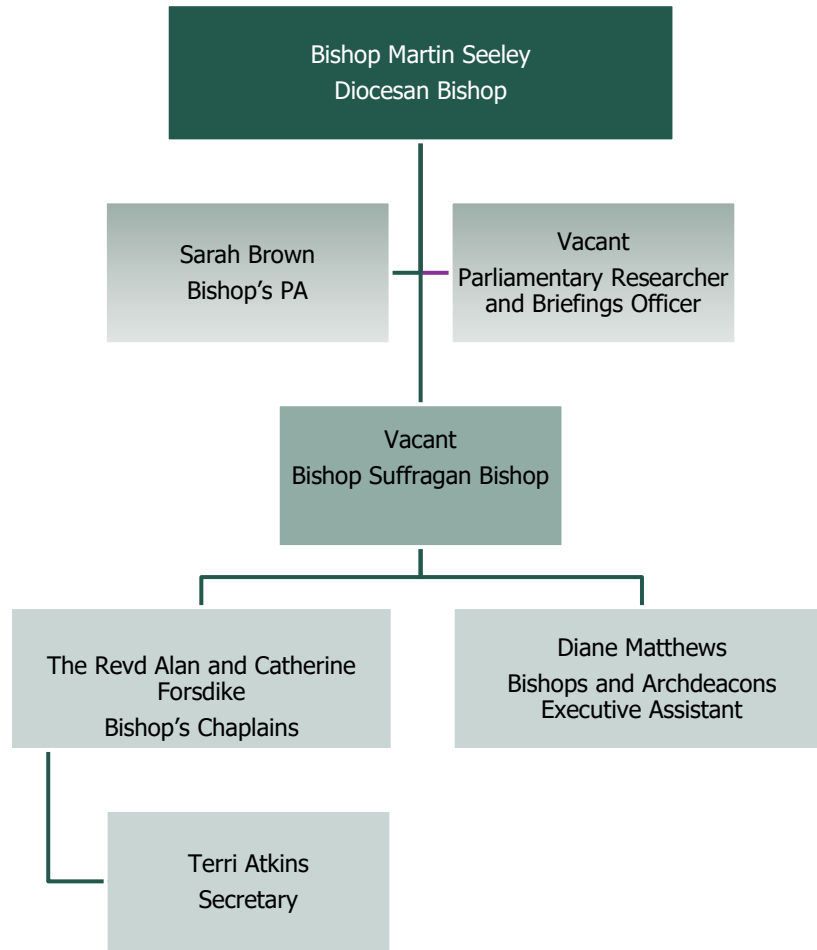 Bishop Martin Seeley
Diocesan Bishop
Sarah Brown
Bishop’s PA
Vacant
Parliamentary Researcher
and Briefings Officer
Vacant
Bishop Suffragan Bishop
The Revd Alan and Catherine
Forsdike
Bishop’s Chaplains
Diane Matthews
Bishops and Archdeacons
Executive Assistant
Terri Atkins
Secretary